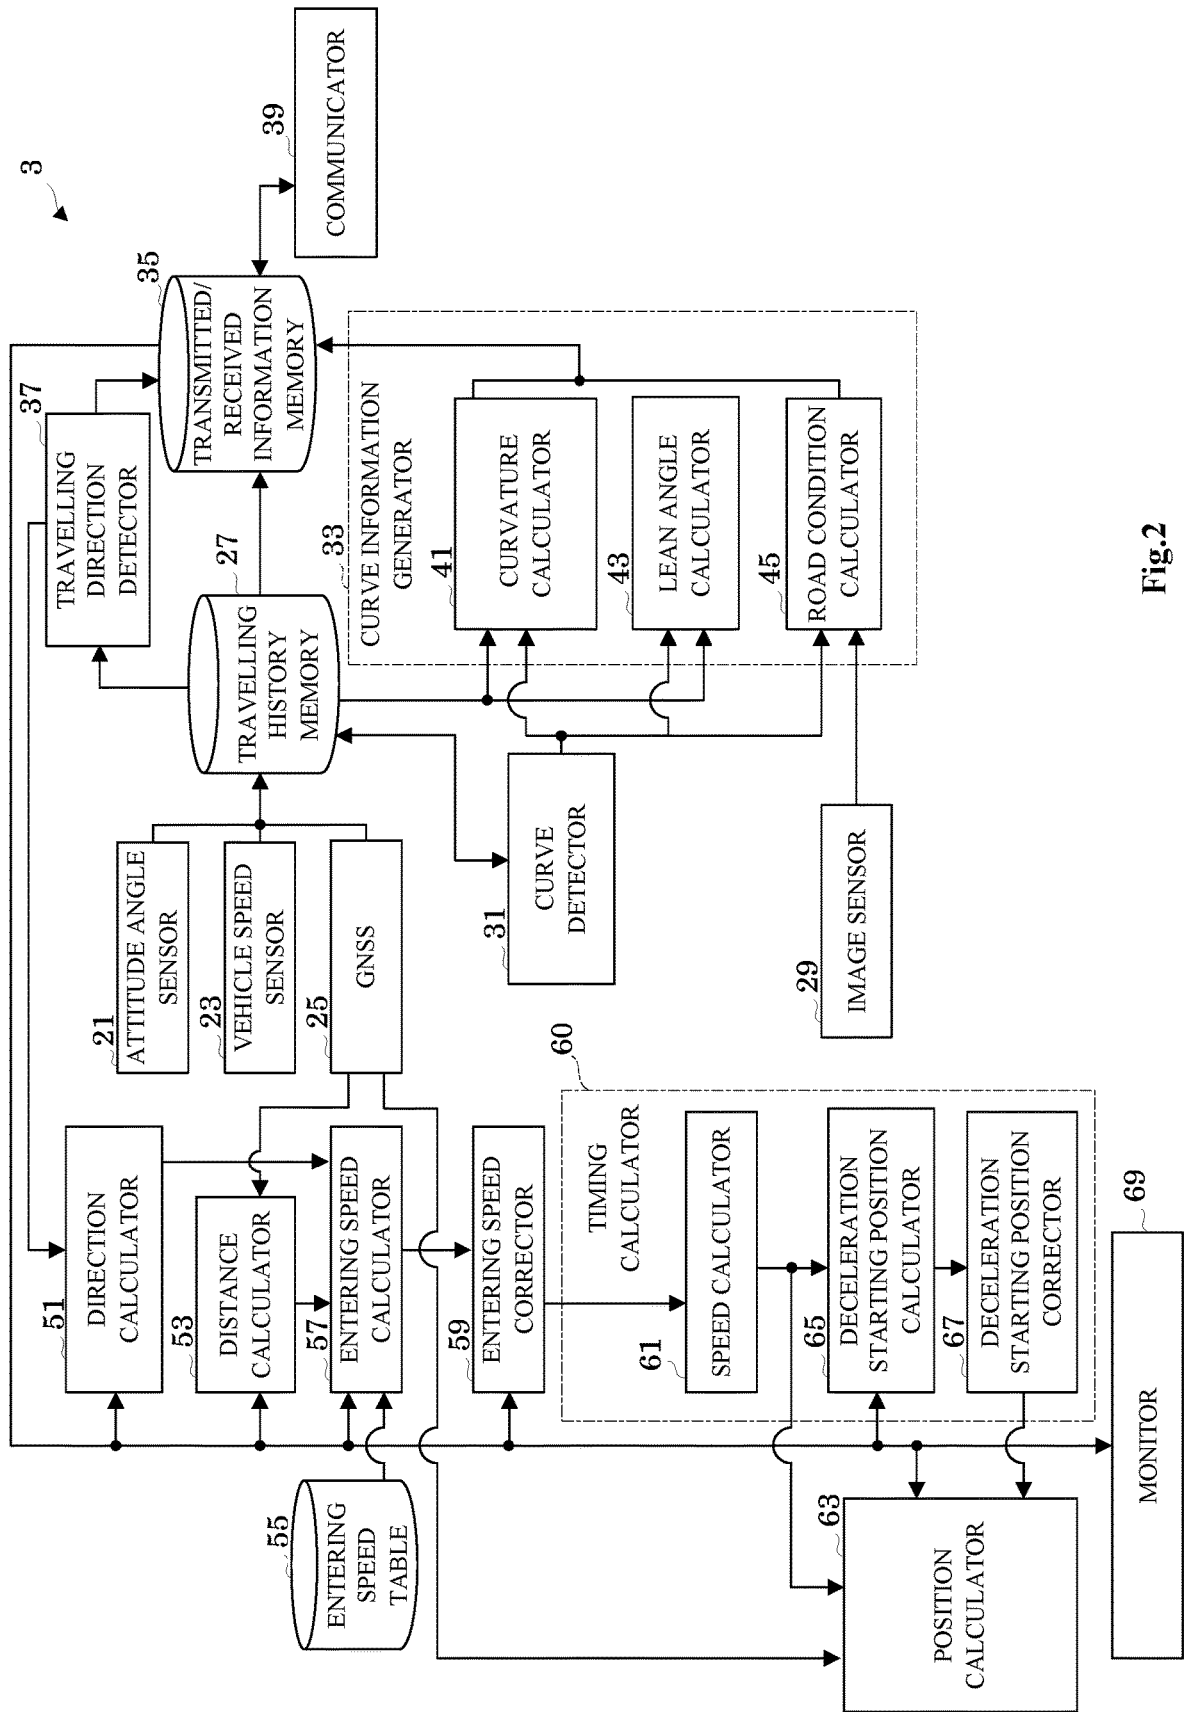 3
39
COMMUNICATOR
35
TRANSMITTED/
RECEIVED
INFORMATION
MEMORY
37
TRAVELLING
DIRECTION
DETECTOR
27
TRAVELLING
HISTORY
MEMORY
33
CURVE INFORMATION
GENERATOR
41
CURVATURE
CALCULATOR
43
LEAN ANGLE
CALCULATOR
45
ROAD CONDITION
CALCULATOR
21
ATTITUDE ANGLE
SENSOR
23
VEHICLE SPEED
SENSOR
25
GNSS
31
CURVE
DETECTOR
29
IMAGE SENSOR
51
DIRECTION
CALCULATOR
53
DISTANCE
CALCULATOR
57
ENTERING SPEED
CALCULATOR
59
ENTERING SPEED
CORRECTOR
60
TIMING
CALCULATOR
61
SPEED CALCULATOR
65
DECELERATION
STARTING POSITION
CALCULATOR
67
DECELERATION
STARTING POSITION
CORRECTOR
55
ENTERING
SPEED
TABLE
63
POSITION
CALCULATOR
69
MONITOR
Fig.2